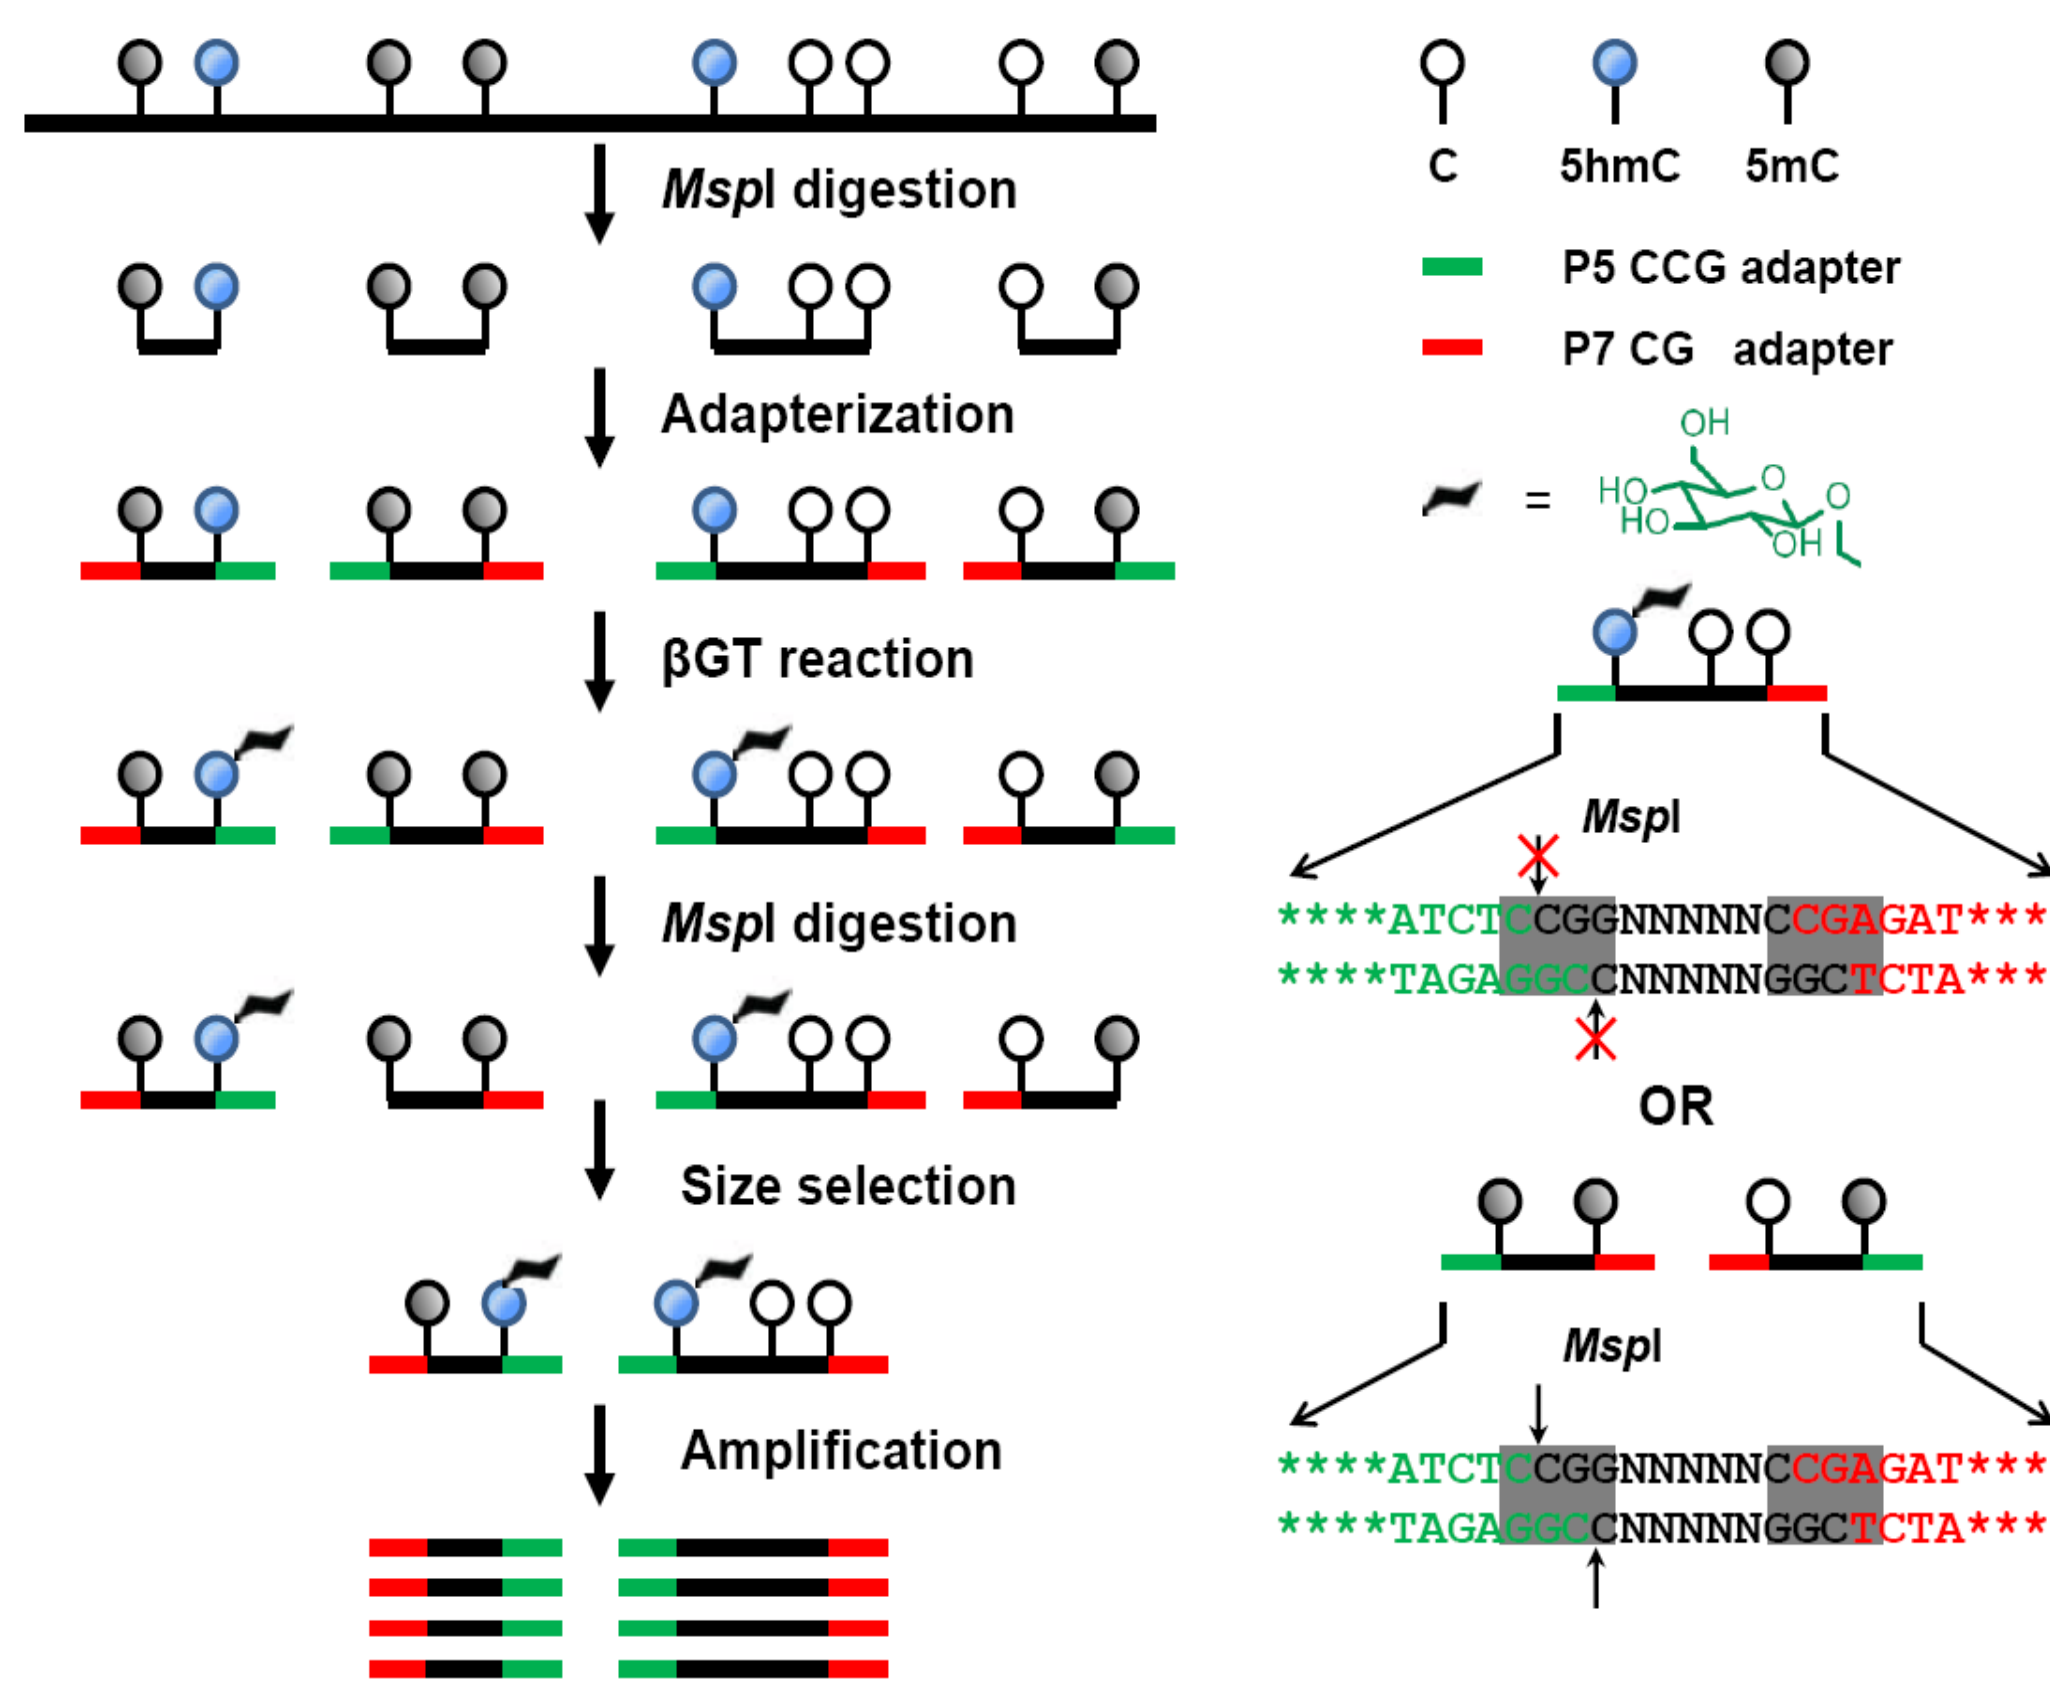 MspI digestion
Adapterization
βGT reaction
MspI digestion
Size selection
Amplification
C 5hmC 5mC
P5 CCG adapter
P7 CG adapter
=
OH
O
HO
O
HO
OH
MspI
****ATCTCCGGNNNNNCCGAGAT***
****TAGAGGCCNNNNNGGCTCTA***
OR
MspI
****ATCTCCGGNNNNNCCGAGAT***
****TAGAGGCCNNNNNGGCTCTA***